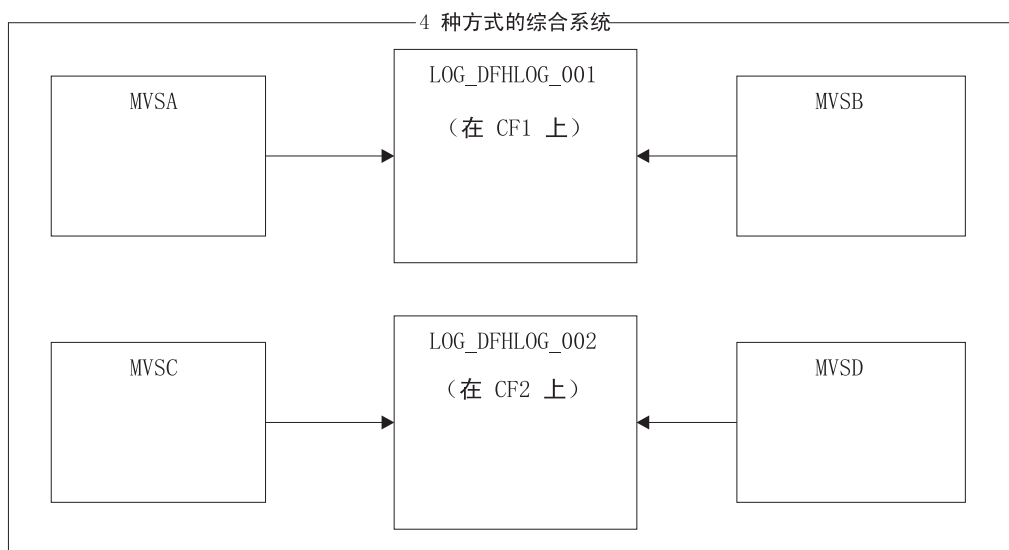 4 种方式的综合系统
MVSA
LOG_DFHLOG_001
（在 CF1 上）
MVSB
MVSC
LOG_DFHLOG_002
（在 CF2 上）
MVSD